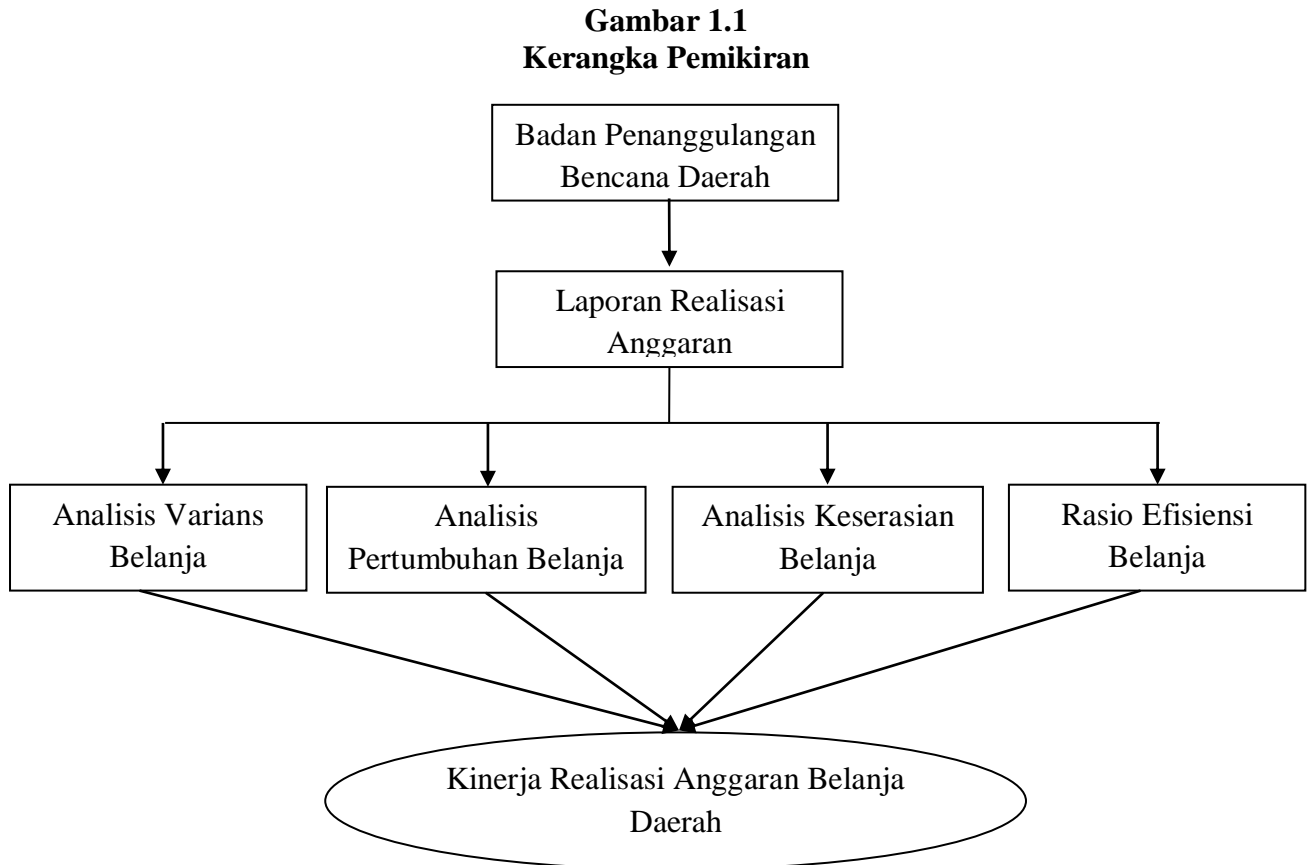 Gambar 1.1
Kerangka Pemikiran
Badan Penanggulangan
Bencana Daerah
Laporan Realisasi
Anggaran
Analisis Varians
Belanja
Analisis
Pertumbuhan Belanja
Analisis Keserasian
Belanja
Rasio Efisiensi
Belanja
Kinerja Realisasi Anggaran Belanja
Daerah